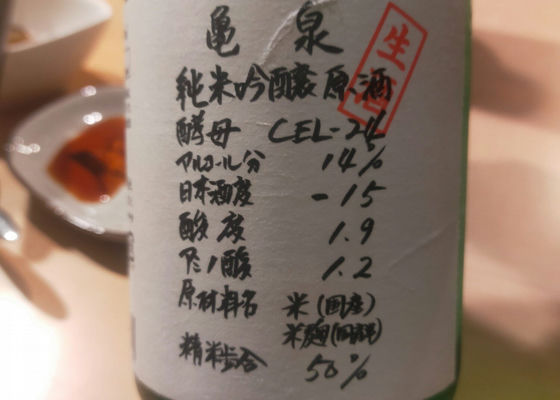 亀泉
生酒
純米吟醸原酒
酵母 CEL-24
アルコール分 14%
日本酒度 -15
酸度 1.9
アミノ酸 1.2
原材料名 米(国産)
米麹(国産米)
精米歩合 50%